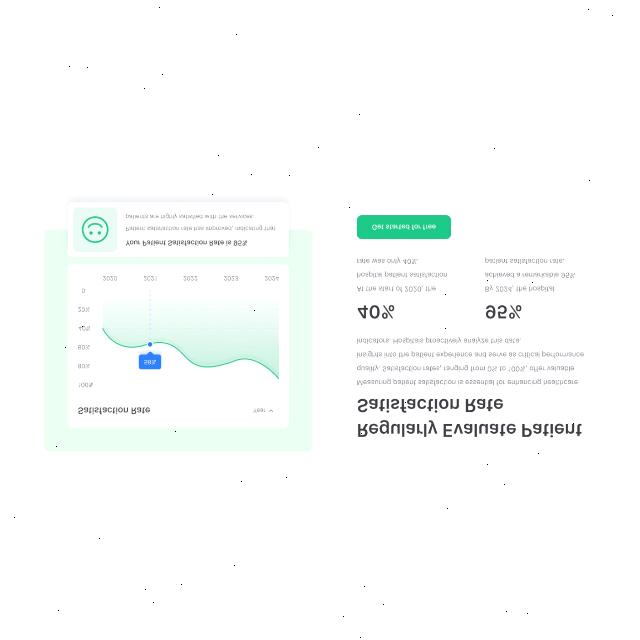 Satisfaction Rate
Year
100%
80%
60%
40%
20%
0
58%
2020 2021 2022 2023 2024
Your Patient Satisfaction Rate is 95%
Patient satisfaction rate has improved, indicating that
patients are highly satisfied with the services.
Regularly Evaluate Patient
Satisfaction Rate
Measuring patient satisfaction is essential for enhancing healthcare
quality. Satisfaction rates, ranging from 0% to 100%, offer valuable
insights into the patient experience and serve as critical performance
indicators. Hospitals proactively analyze this data.
40%
At the start of 2020, the
hospital patient satisfaction
rate was only 40%.
95%
By 2024, the hospital
achieved a remarkable 95%
patient satisfaction rate.
Get started for free